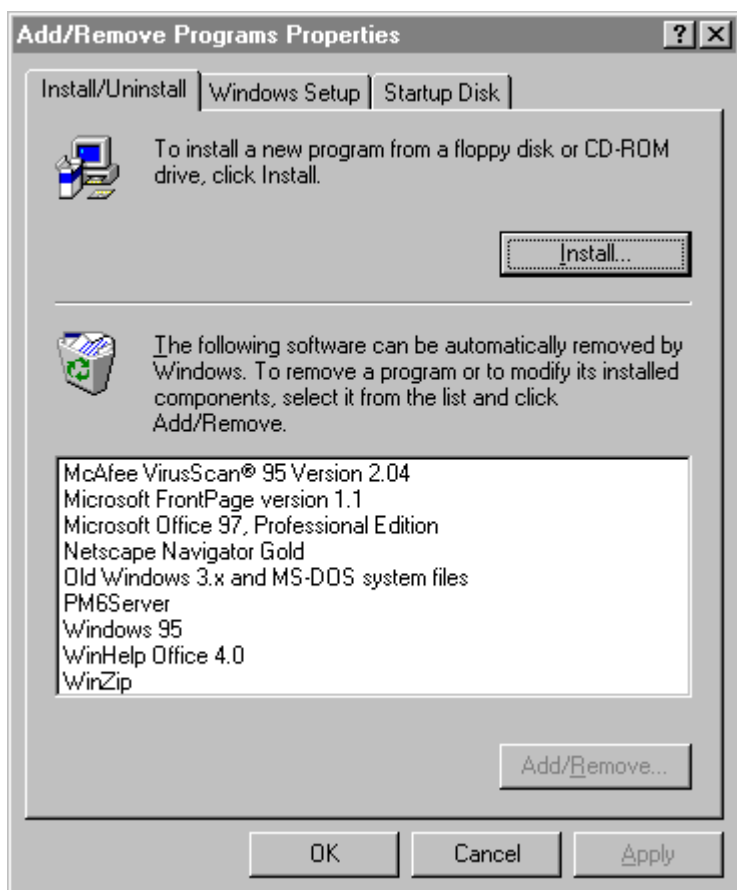 Add/Remove Programs Properties
Install/Uninstall
Windows Setup
Startup Disk
To install a new program from a floppy disk or CD-ROM
drive, click Install.
Install...
The following software can be automatically removed by
Windows. To remove a program or to modify its installed
components, select it from the list and click
Add/Remove.
McAfee VirusScan® 95 Version 2.04
Microsoft FrontPage version 1.1
Microsoft Office 97, Professional Edition
Netscape Navigator Gold
Old Windows 3.x and MS-DOS system files
PM6Server
Windows 95
WinHelp Office 4.0
WinZip
Add/Remove...
OK
Cancel
Apply